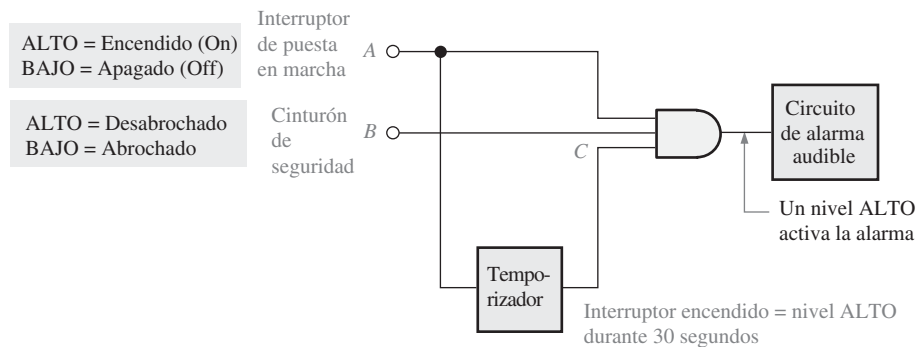 ALTO = Encendido (On)
BAJO = Apagado (Off)
Interruptor
de puesta
en marcha
A
ALTO = Desabrochado
BAJO = Abrochado
Cinturón
de
seguridad
B
C
Circuito
de alarma
audible
Un nivel ALTO
activa la alarma
Tempo-
rizador
Interruptor encendido = nivel ALTO
durante 30 segundos